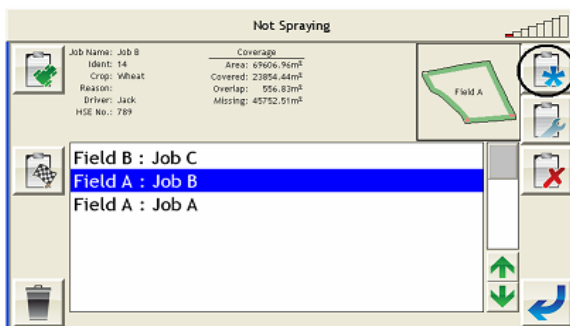 Not Spraying
Job Name: Job B
Ident: 14
Crop: Wheat
Reason:
Driver: Jack
HSE No.: 789
Coverage
Area: 69606.96m²
Covered: 23854.44m²
Overlap: 556.83m²
Missing: 45752.51m²
Field A
Field B : Job C
Field A : Job B
Field A : Job A